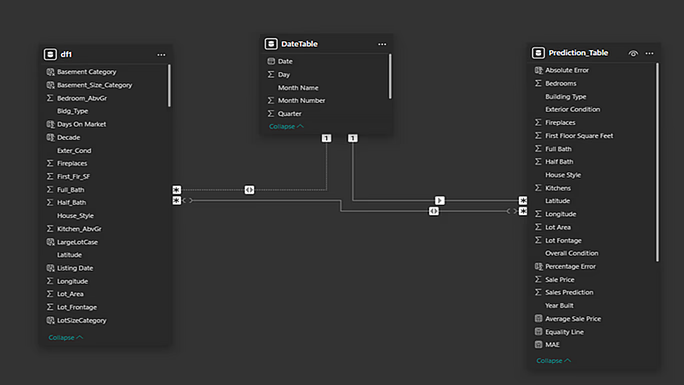 df1
Basement Category
Basement_Size_Category
Bedroom_AbvGr
Bldg_Type
Days On Market
Decade
Exter_Cond
Fireplaces
First_Flr_SF
Full_Bath
Half_Bath
House_Style
Kitchen_AbvGr
LargeLotCase
Latitude
Listing Date
Longitude
Lot_Area
Lot_Frontage
LotSizeCategory
Collapse
DateTable
Date
Day
Month Name
Month Number
Quarter
Collapse
1
1
*
*
*
*
Prediction_Table
Absolute Error
Bedrooms
Building Type
Exterior Condition
Fireplaces
First Floor Square Feet
Full Bath
Half Bath
House Style
Kitchens
Latitude
Longitude
Lot Area
Lot Fontage
Overall Condition
Percentage Error
Sale Price
Sales Prediction
Year Built
Average Sale Price
Equality Line
MAE
Collapse